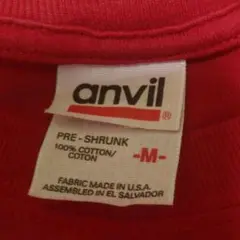 anvil®
PRE-SHRUNK
100% COTTON/
COTON
-M-
FABRIC MADE IN U.S.A.
ASSEMBLED IN EL SALVADOR